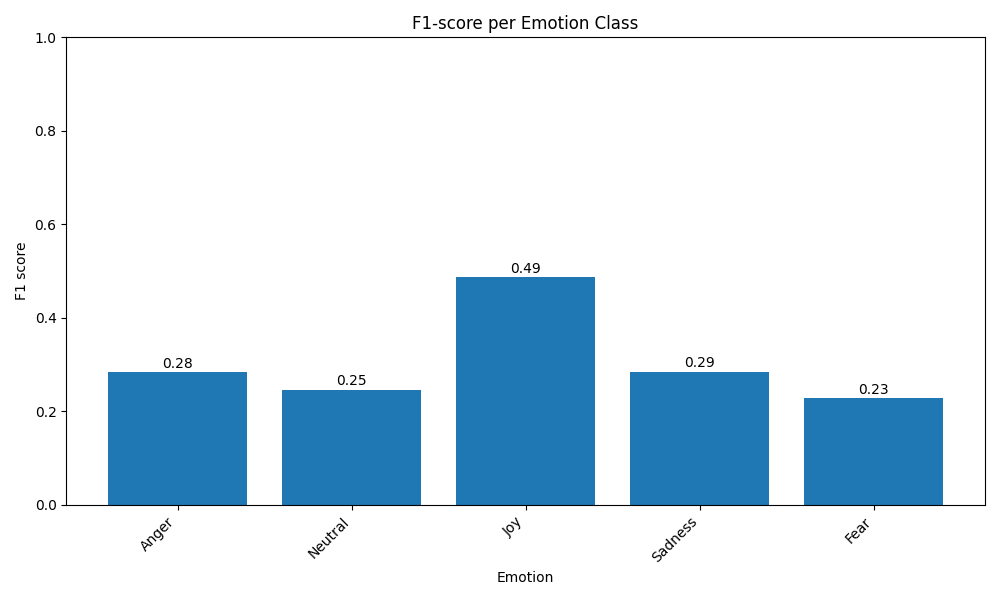 F1-score per Emotion Class
1.0
0.8
0.6
0.4
0.2
0.0
F1 score
0.28
0.25
0.49
0.29
0.23
Anger
Neutral
Joy
Sadness
Fear
Emotion